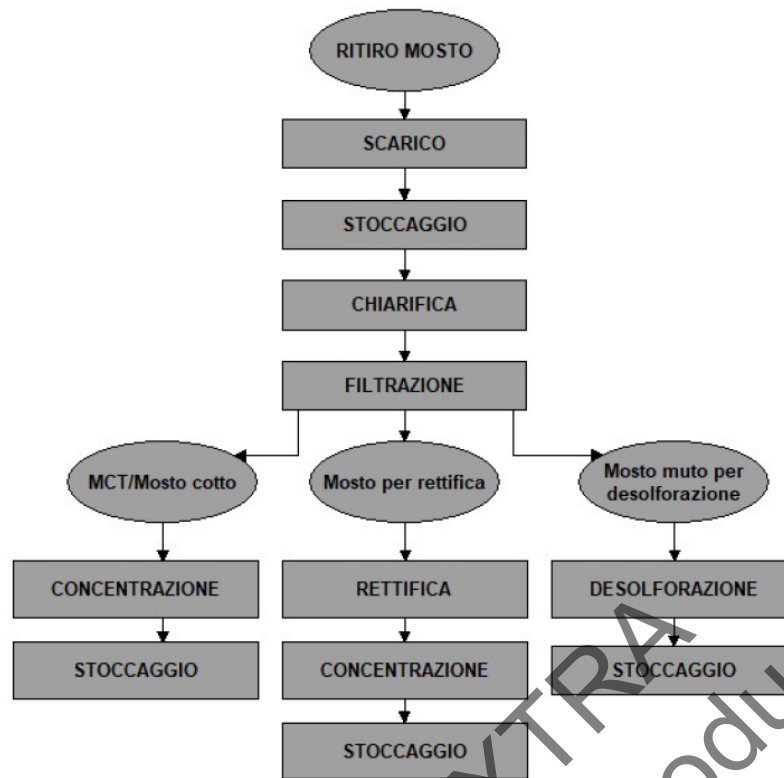 RITIRO MOSTO
SCARICO
STOCCAGGIO
CHIARIFICA
FILTRAZIONE
MCT/Mosto cotto
Mosto per rettifica
Mosto muto per
desolforazione
CONCENTRAZIONE
RETTIFICA
DESOLFORAZIONE
STOCCAGGIO
CONCENTRAZIONE
STOCCAGGIO
STOCCAGGIO